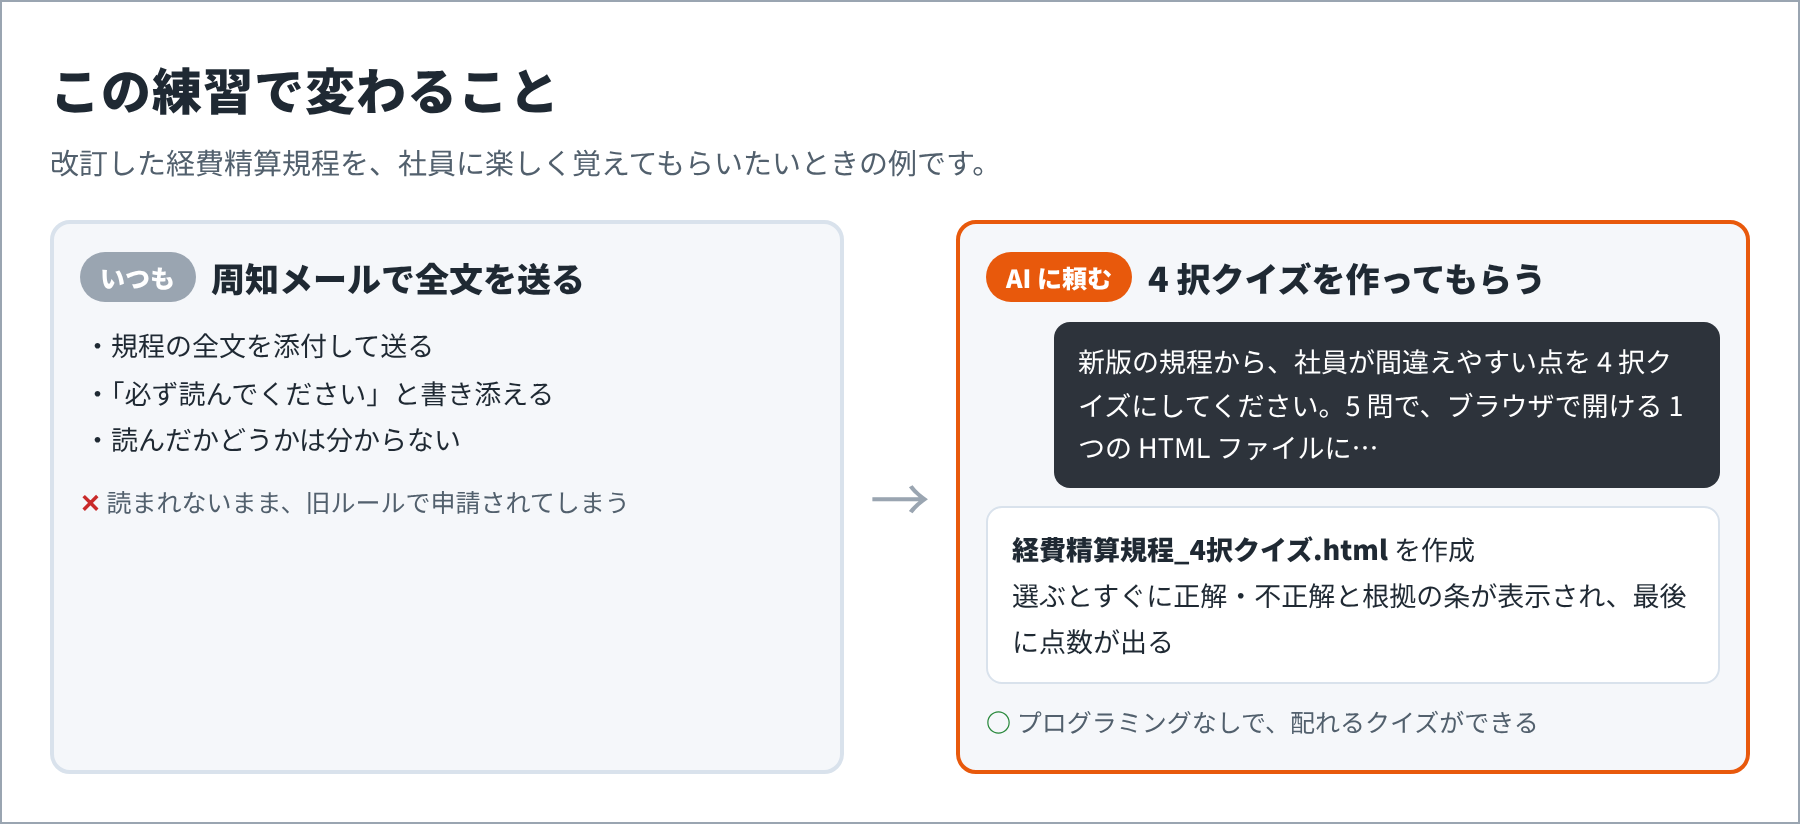 この練習で変わること
改訂した経費精算規程を、社員に楽しく覚えてもらいたいときの例です。
いつも 周知メールで全文を送る
・規程の全文を添付して送る
・「必ず読んでください」と書き添える
・読んだかどうかは分からない
× 読まれないまま、旧ルールで申請されてしまう
→
AI に頼む 4 択クイズを作ってもらう
新版の規程から、社員が間違えやすい点を 4 択ク
イズにしてください。5 問で、ブラウザで開ける 1
つの HTML ファイルに…
経費精算規程_4択クイズ.html を作成
選ぶとすぐに正解・不正解と根拠の条が表示され、最後
に点数が出る
○ プログラミングなしで、配れるクイズができる